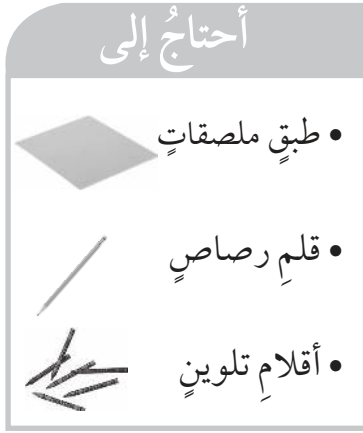 أحتاجُ إلى
• طبقٍ ملصقاتٍ
• قلمِ رصاصٍ
• أقلامِ تلوينٍ